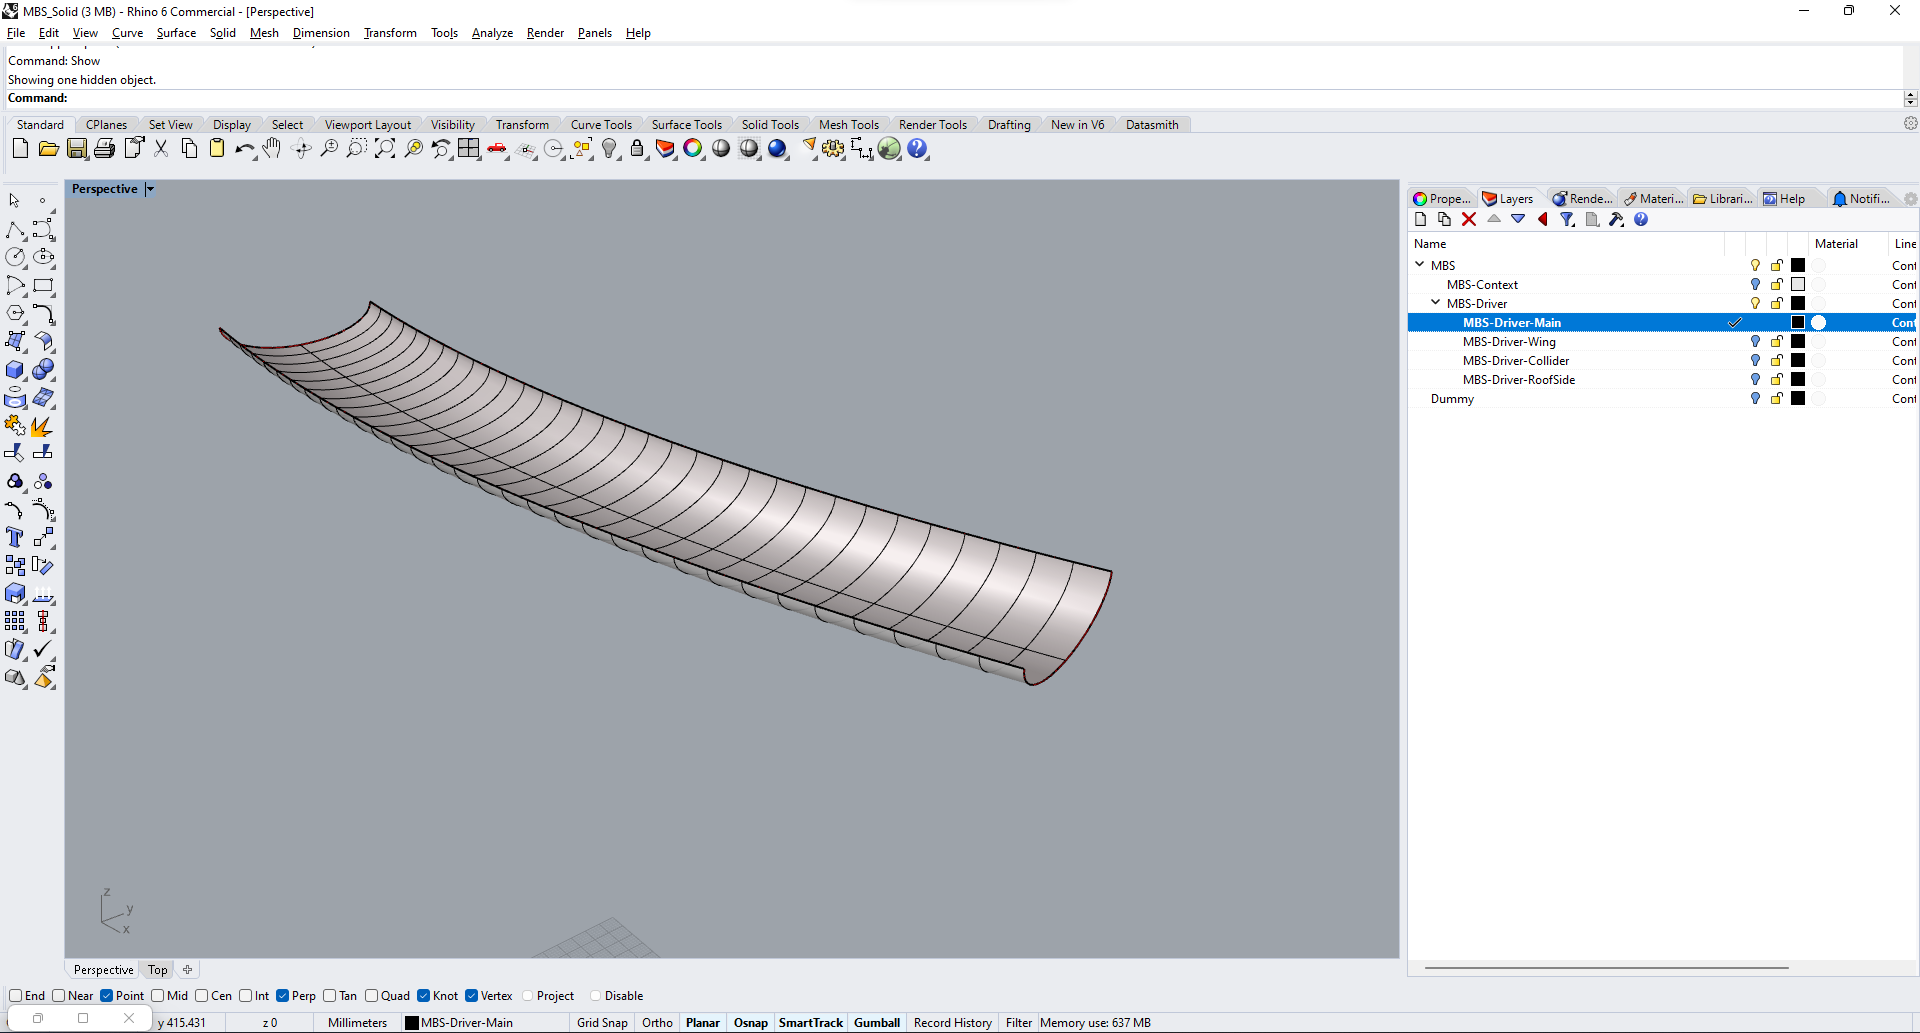 MBS_Solid (3 MB) - Rhino 6 Commercial - [Perspective]
File Edit View Curve Surface Solid Mesh Dimension Transform Tools Analyze Render Panels Help
Command: Show
Showing one hidden object.
Command:
Standard CPlanes Set View Display Select Viewport Layout Visibility Transform Curve Tools Surface Tools Solid Tools Mesh Tools Render Tools Drafting New in V6 Datasmith
Perspective
Prope... Layers Rende... Materi... Librari... Help Notifi...
Name Material Line
MBS Cont
MBS-Context Cont
MBS-Driver Cont
MBS-Driver-Main Cont
MBS-Driver-Wing Cont
MBS-Driver-Collider Cont
MBS-Driver-RoofSide Cont
Dummy Cont
z
y
x
Perspective Top
End Near Point Mid Cen Int Perp Tan Quad Knot Vertex Project Disable
y 415.431 z 0 Millimeters MBS-Driver-Main Grid Snap Ortho Planar Osnap SmartTrack Gumball Record History Filter Memory use: 637 MB